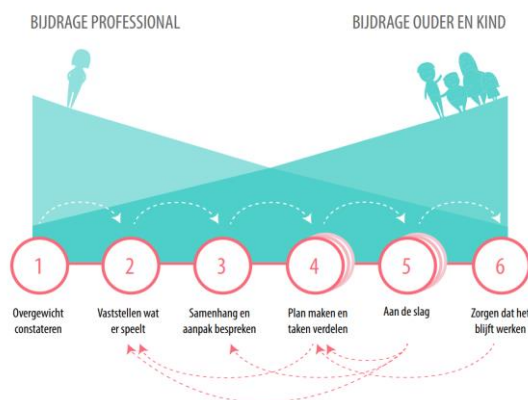 BIJDRAGE PROFESSIONAL
BIJDRAGE OUDER EN KIND
1
2
3
4
5
6
Overgewicht
constateren
Vaststellen wat
er speelt
Samenhang en
aanpak bespreken
Plan maken en
taken verdelen
Aan de slag
Zorgen dat het
blijft werken